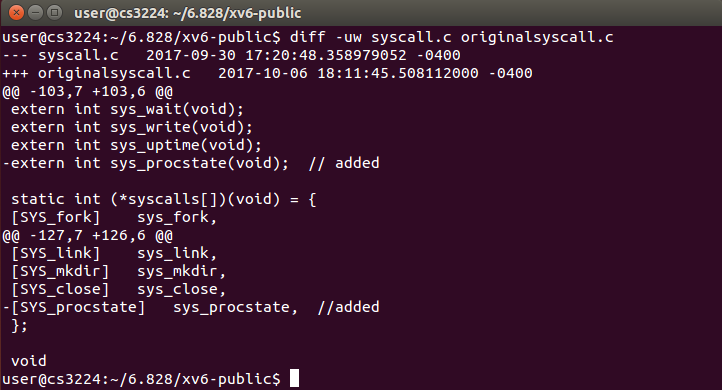 user@cs3224: ~/6.828/xv6-public
user@cs3224:~/6.828/xv6-public$ diff -uw syscall.c originalsyscall.c
--- syscall.c   2017-09-30 17:20:48.358979052 -0400
+++ originalsyscall.c   2017-10-06 18:11:45.508112000 -0400
@@ -103,7 +103,6 @@
 extern int sys_wait(void);
 extern int sys_write(void);
 extern int sys_uptime(void);
-extern int sys_procstate(void);  // added

 static int (*syscalls[])(void) = {
 [SYS_fork]    sys_fork,
@@ -127,7 +126,6 @@
 [SYS_link]    sys_link,
 [SYS_mkdir]   sys_mkdir,
 [SYS_close]   sys_close,
-[SYS_procstate]   sys_procstate,  //added
 };

 void
user@cs3224:~/6.828/xv6-public$